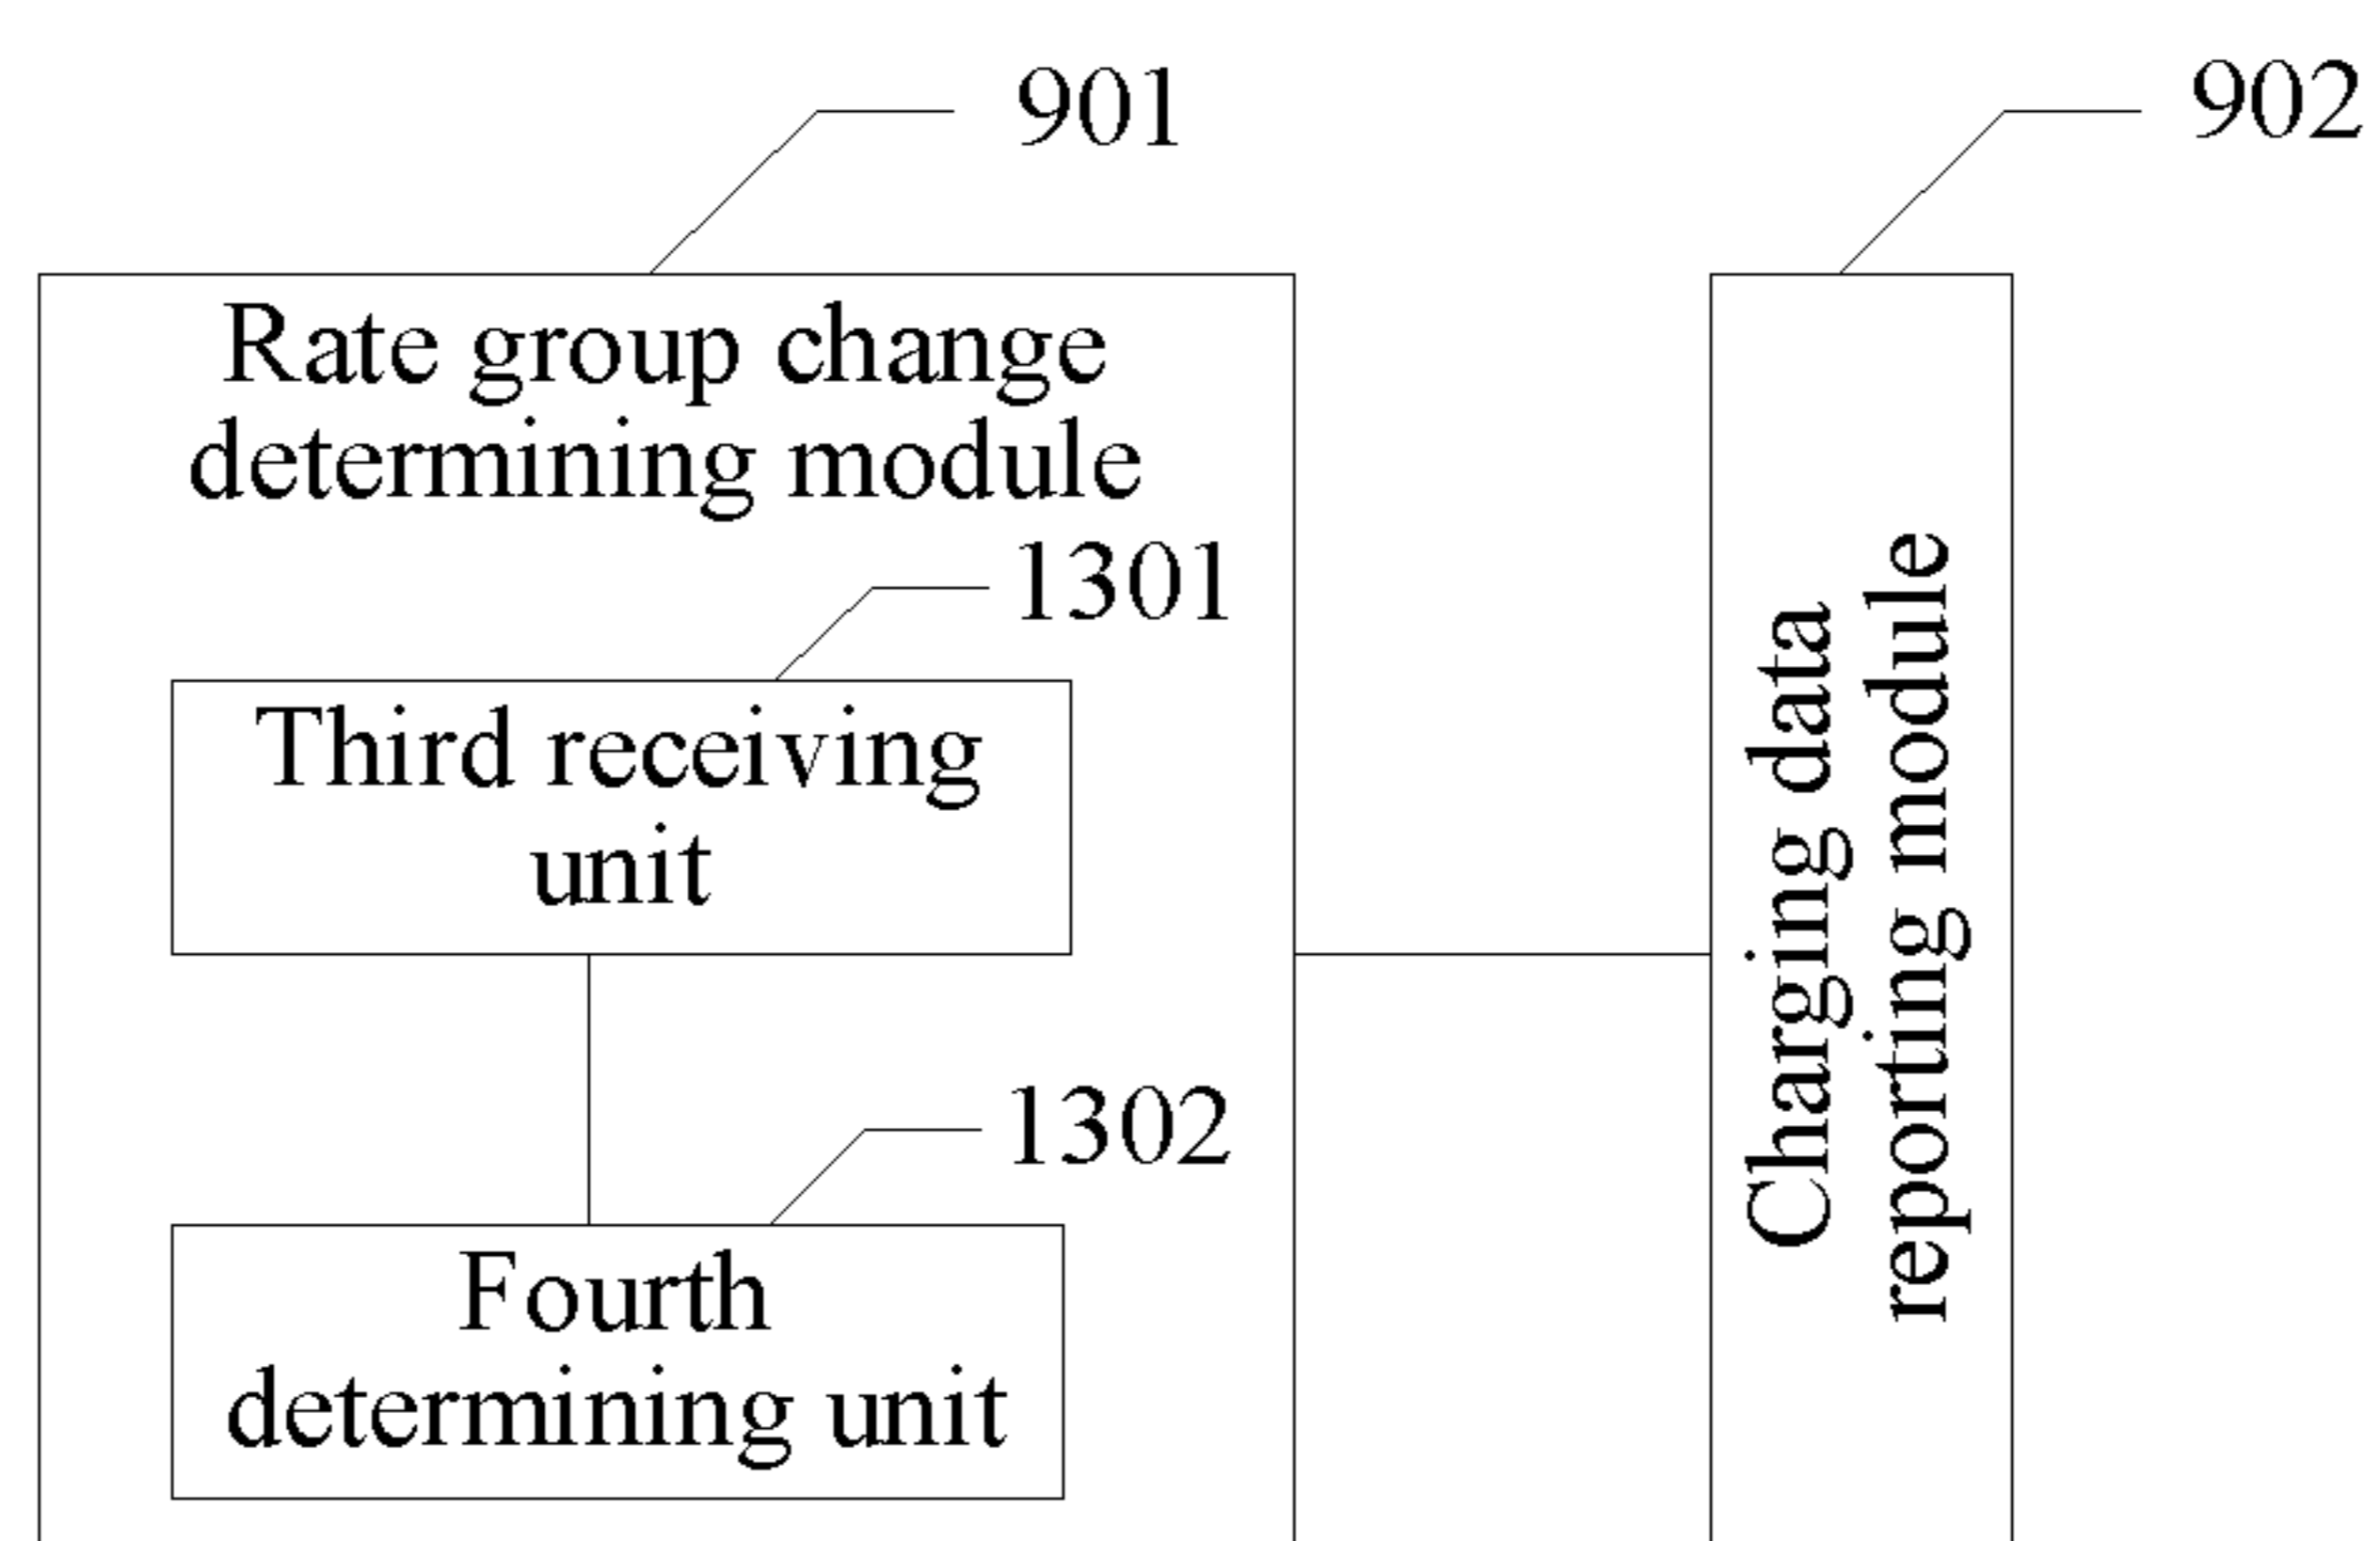 901
902
Rate group change
determining module
1301
Third receiving
unit
1302
Fourth
determining unit
Charging data
reporting module